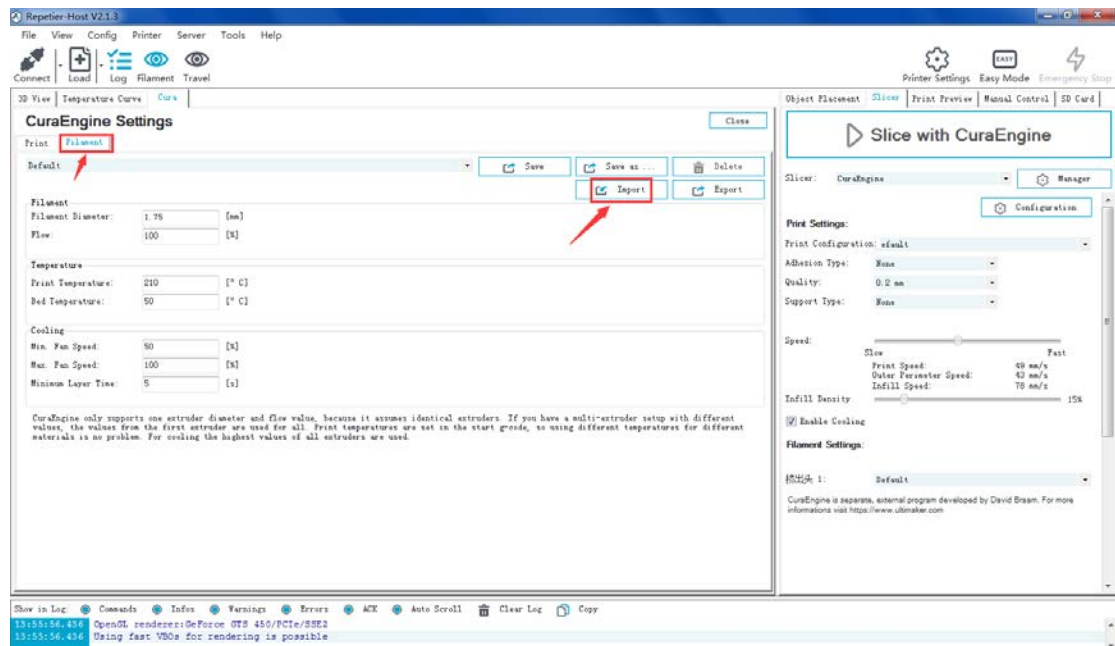 Repetier-Host V2.1.3
File View Config Printer Server Tools Help
Connect Load Log Filament Travel
Printer Settings Easy Mode Emergency Stop
EASY
3D View Temperature Curve Cura
Object Placement Slicer Print Preview Manual Control SD Card
CuraEngine Settings
Close
Print Filament
Default
Save Save as ... Delete
Import Export
Filament
Filament Diameter: 1.75 [mm]
Flow: 100 [%]
Temperature
Print Temperature: 210 [° C]
Bed Temperature: 50 [° C]
Cooling
Min. Fan Speed: 50 [%]
Max. Fan Speed: 100 [%]
Minimum Layer Time: 5 [s]
CuraEngine only supports one extruder diameter and flow value, because it assumes identical extruders. If you have a multi-extruder setup with different
values, the values from the first extruder are used for all. Print temperatures are set in the start g-code, so using different temperatures for different
materials is no problem. For cooling the highest values of all extruders are used.
Slice with CuraEngine
Slicer: CuraEngine Manager
Configuration
Print Settings:
Print Configuration: efault
Adhesion Type: None
Quality: 0.2 mm
Support Type: None
Speed:
Slow Fast
Print Speed: 49 mm/s
Outer Perimeter Speed: 43 mm/s
Infill Speed: 78 mm/s
Infill Density 15%
Enable Cooling
Filament Settings:
挤出头 1: Default
CuraEngine is separate, external program developed by David Braam. For more
informations visit https://www.ultimaker.com
Show in Log: Commands Infos Warnings Errors ACK Auto Scroll Clear Log Copy
13:55:56.436 OpenGL renderer:GeForce GTS 450/PCIe/SSE2
13:55:56.436 Using fast VBOs for rendering is possible